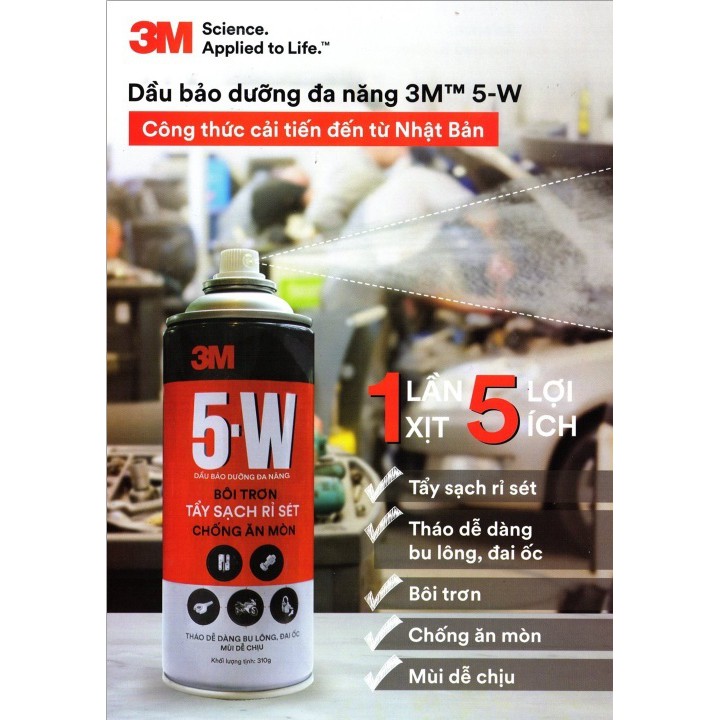 3M Science.
Applied to Life.™
Dầu bảo dưỡng đa năng 3M™ 5-W
Công thức cải tiến đến từ Nhật Bản
3M
5-W
DẦU BẢO DƯỠNG ĐA NĂNG
BÔI TRƠN
TẨY SẠCH RỈ SÉT
CHỐNG ĂN MÒN
THÁO DỄ DÀNG BU LÔNG, ĐAI ỐC
MÙI DỄ CHỊU
Khối lượng tịnh: 310g
1 LẦN XỊT 5 LỢI ÍCH
Tẩy sạch rỉ sét
Tháo dễ dàng
bu lông, đai ốc
Bôi trơn
Chống ăn mòn
Mùi dễ chịu